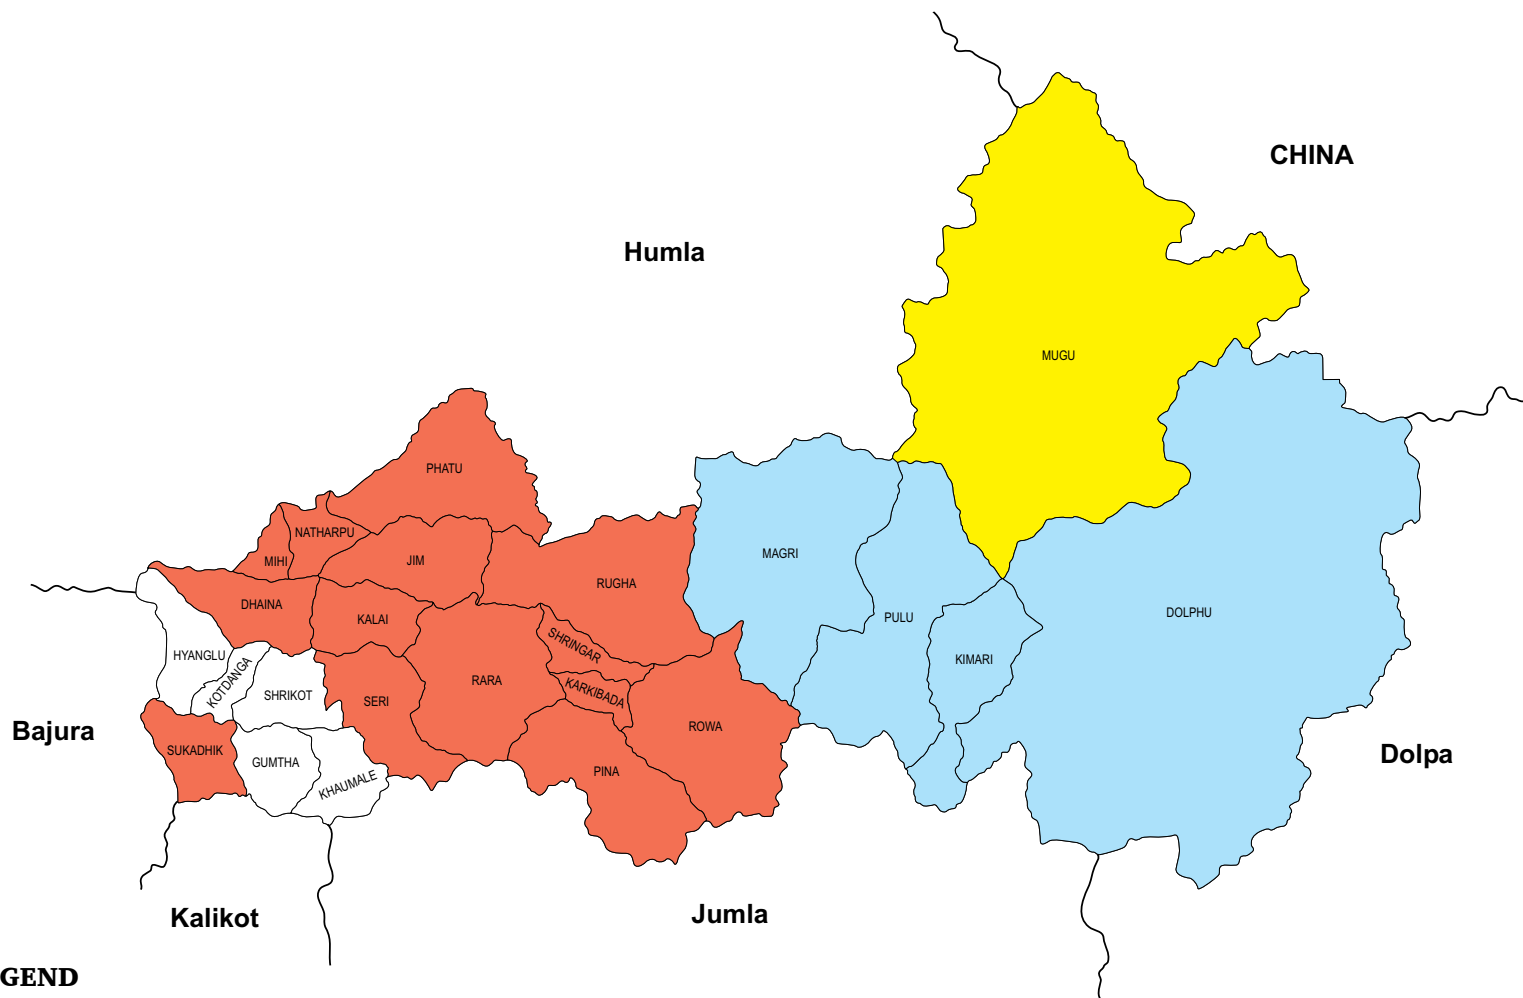 CHINA
Humla
MUGU
PHATU
NATHARPU
MIHI
JIM
MAGRI
RUGHA
DHAINA
KALAI
DOLPHU
PULU
SHRINGAR
HYANGLU
KOTDANGA
KIMARI
SHRIKOT
SERI
RARA
KARKIBADA
ROWA
Bajura
SUKADHIK
GUMTHA
KHAUMALE
PINA
Dolpa
Kalikot
Jumla
GEND